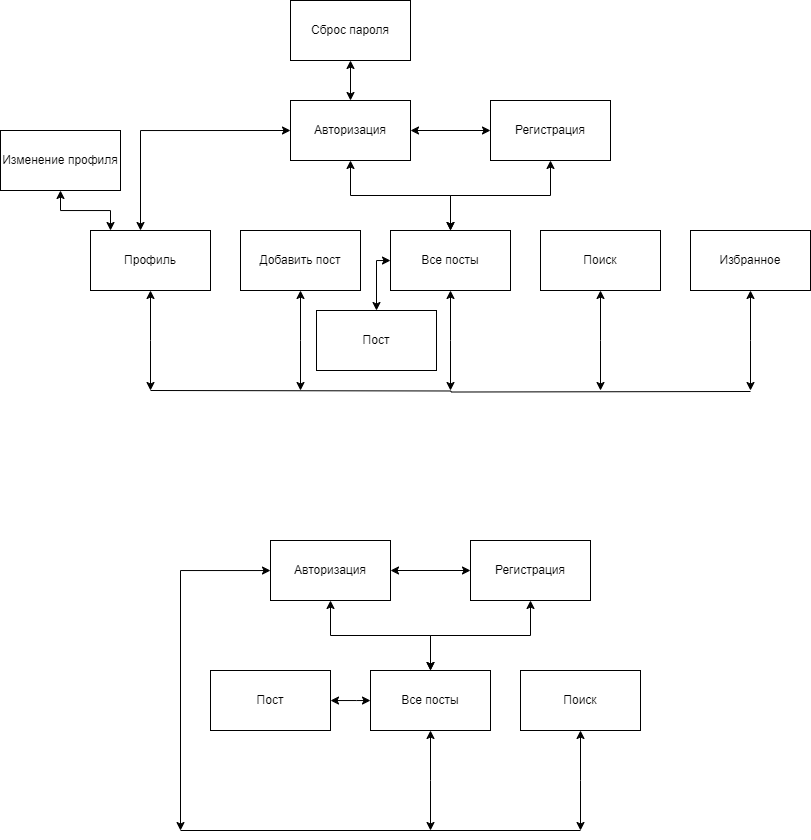 Сброс пароля
Авторизация
Регистрация
Изменение профиля
Профиль
Добавить пост
Все посты
Поиск
Избранное
Пост
Авторизация
Регистрация
Пост
Все посты
Поиск